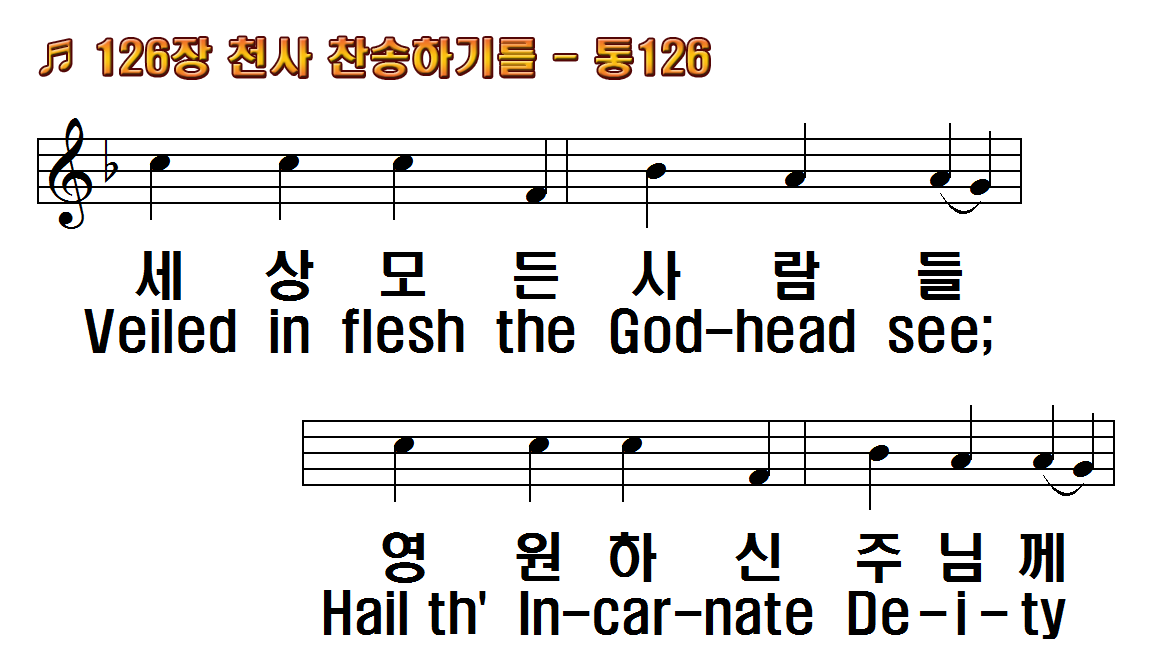 ♬ 126장 천사 찬송하기를 - 통126
세 상 모 든 사 람 들
Veiled in flesh the God-head see;
영 원 하 신 주 님 께
Hail th' In-car-nate De-i-ty